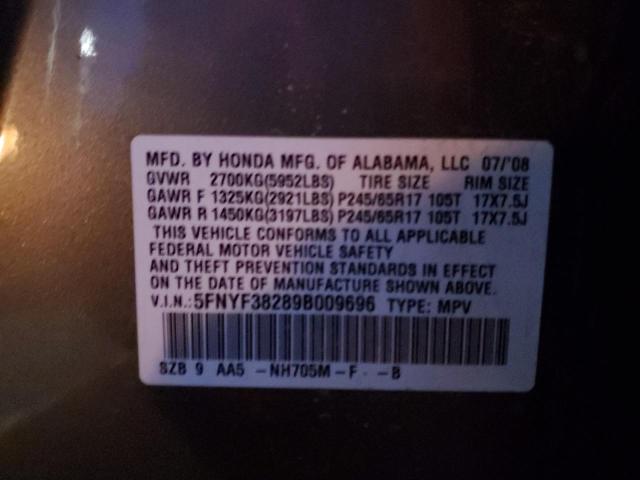 MFD. BY HONDA MFG. OF ALABAMA, LLC 07/'08
GVWR 2700KG(5952LBS) TIRE SIZE RIM SIZE
GAWR F 1325KG(2921LBS) P245/65R17 105T 17X7.5J
GAWR R 1450KG(3197LBS) P245/65R17 105T 17X7.5J
THIS VEHICLE CONFORMS TO ALL APPLICABLE
FEDERAL MOTOR VEHICLE SAFETY
AND THEFT PREVENTION STANDARDS IN EFFECT
ON THE DATE OF MANUFACTURE SHOWN ABOVE.
V.I.N.:5FNYF38289B009696 TYPE: MPV
SZB 9 AA5 -NH705M-F - -B